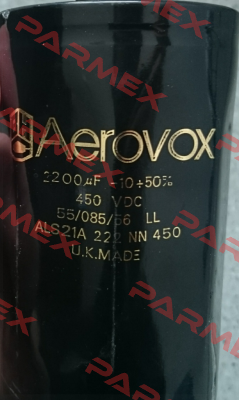 Aerovox
2200µF -10+50%
450 VDC
55/085/56 LL
ALS21A 222 NN 450
U.K.MADE
PARMEX
PARMEX
PARMEX
PARMEX
PARMEX